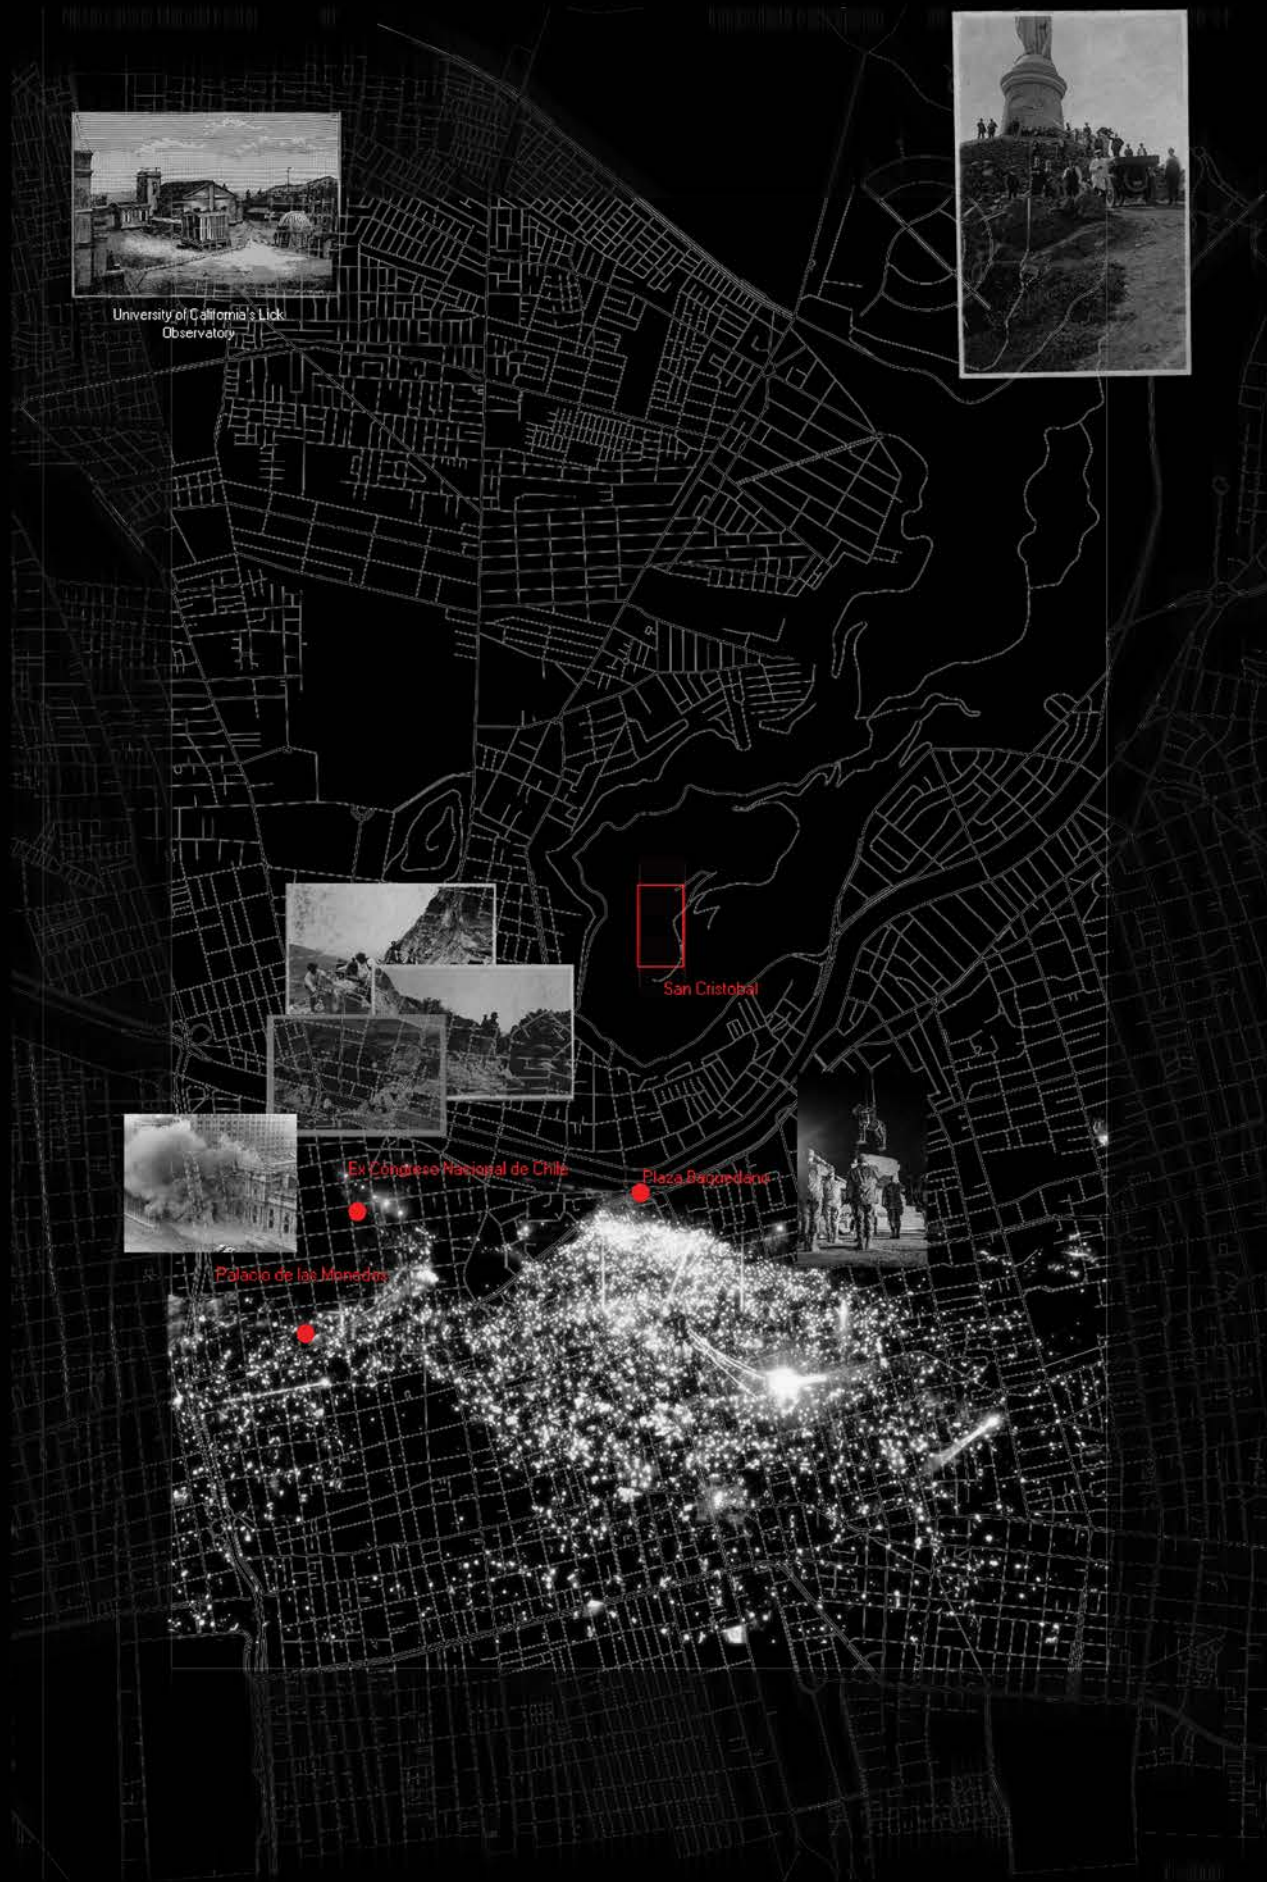 University of California's Lick
Observatory
San Cristobal
Ex Congreso Nacional de Chile
Plaza Baquedano
Palacio de las Monedas